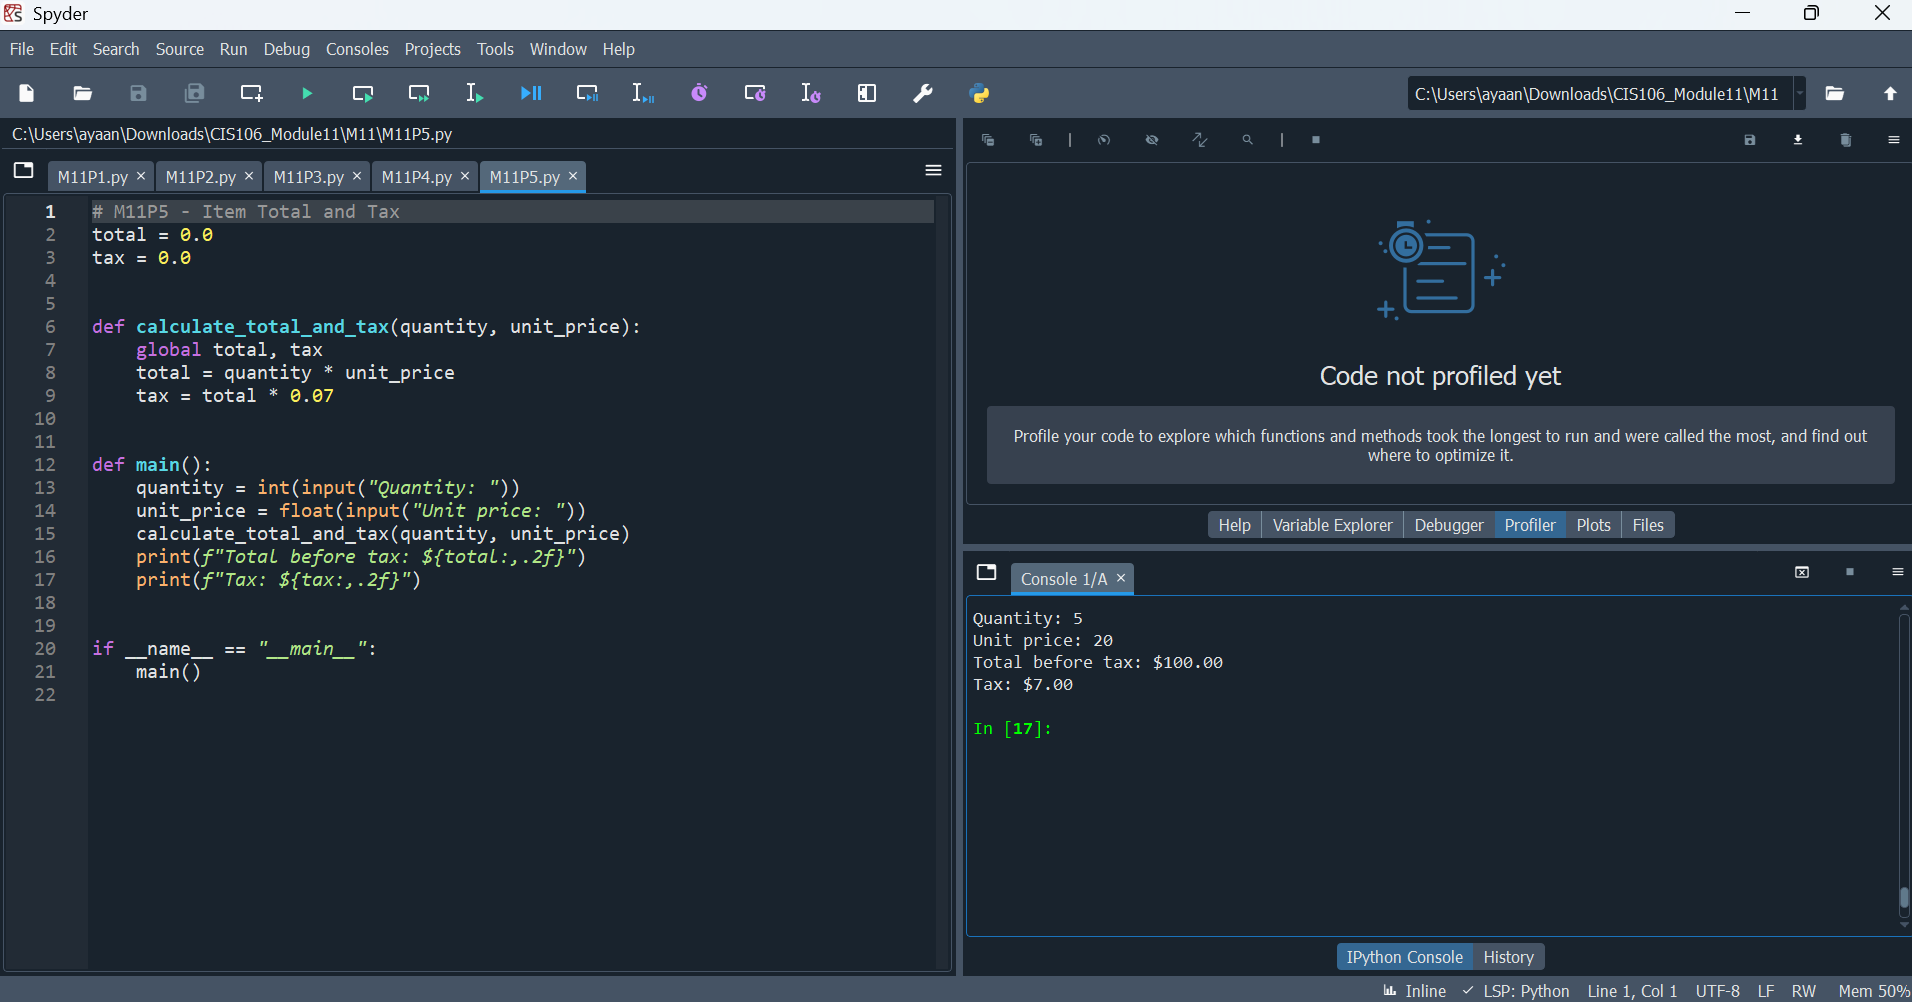 Spyder
File Edit Search Source Run Debug Consoles Projects Tools Window Help
C:\Users\ayaan\Downloads\CIS106_Module11\M11
C:\Users\ayaan\Downloads\CIS106_Module11\M11\M11P5.py
M11P1.py M11P2.py M11P3.py M11P4.py M11P5.py
1 # M11P5 - Item Total and Tax
2 total = 0.0
3 tax = 0.0
4
5
6 def calculate_total_and_tax(quantity, unit_price):
7     global total, tax
8     total = quantity * unit_price
9     tax = total * 0.07
10
11
12 def main():
13     quantity = int(input("Quantity: "))
14     unit_price = float(input("Unit price: "))
15     calculate_total_and_tax(quantity, unit_price)
16     print(f"Total before tax: ${total:,.2f}")
17     print(f"Tax: ${tax:,.2f}")
18
19
20 if __name__ == "__main__":
21     main()
22
Code not profiled yet
Profile your code to explore which functions and methods took the longest to run and were called the most, and find out
where to optimize it.
Help Variable Explorer Debugger Profiler Plots Files
Console 1/A
Quantity: 5
Unit price: 20
Total before tax: $100.00
Tax: $7.00
In [17]:
IPython Console History
Inline LSP: Python Line 1, Col 1 UTF-8 LF RW Mem 50%